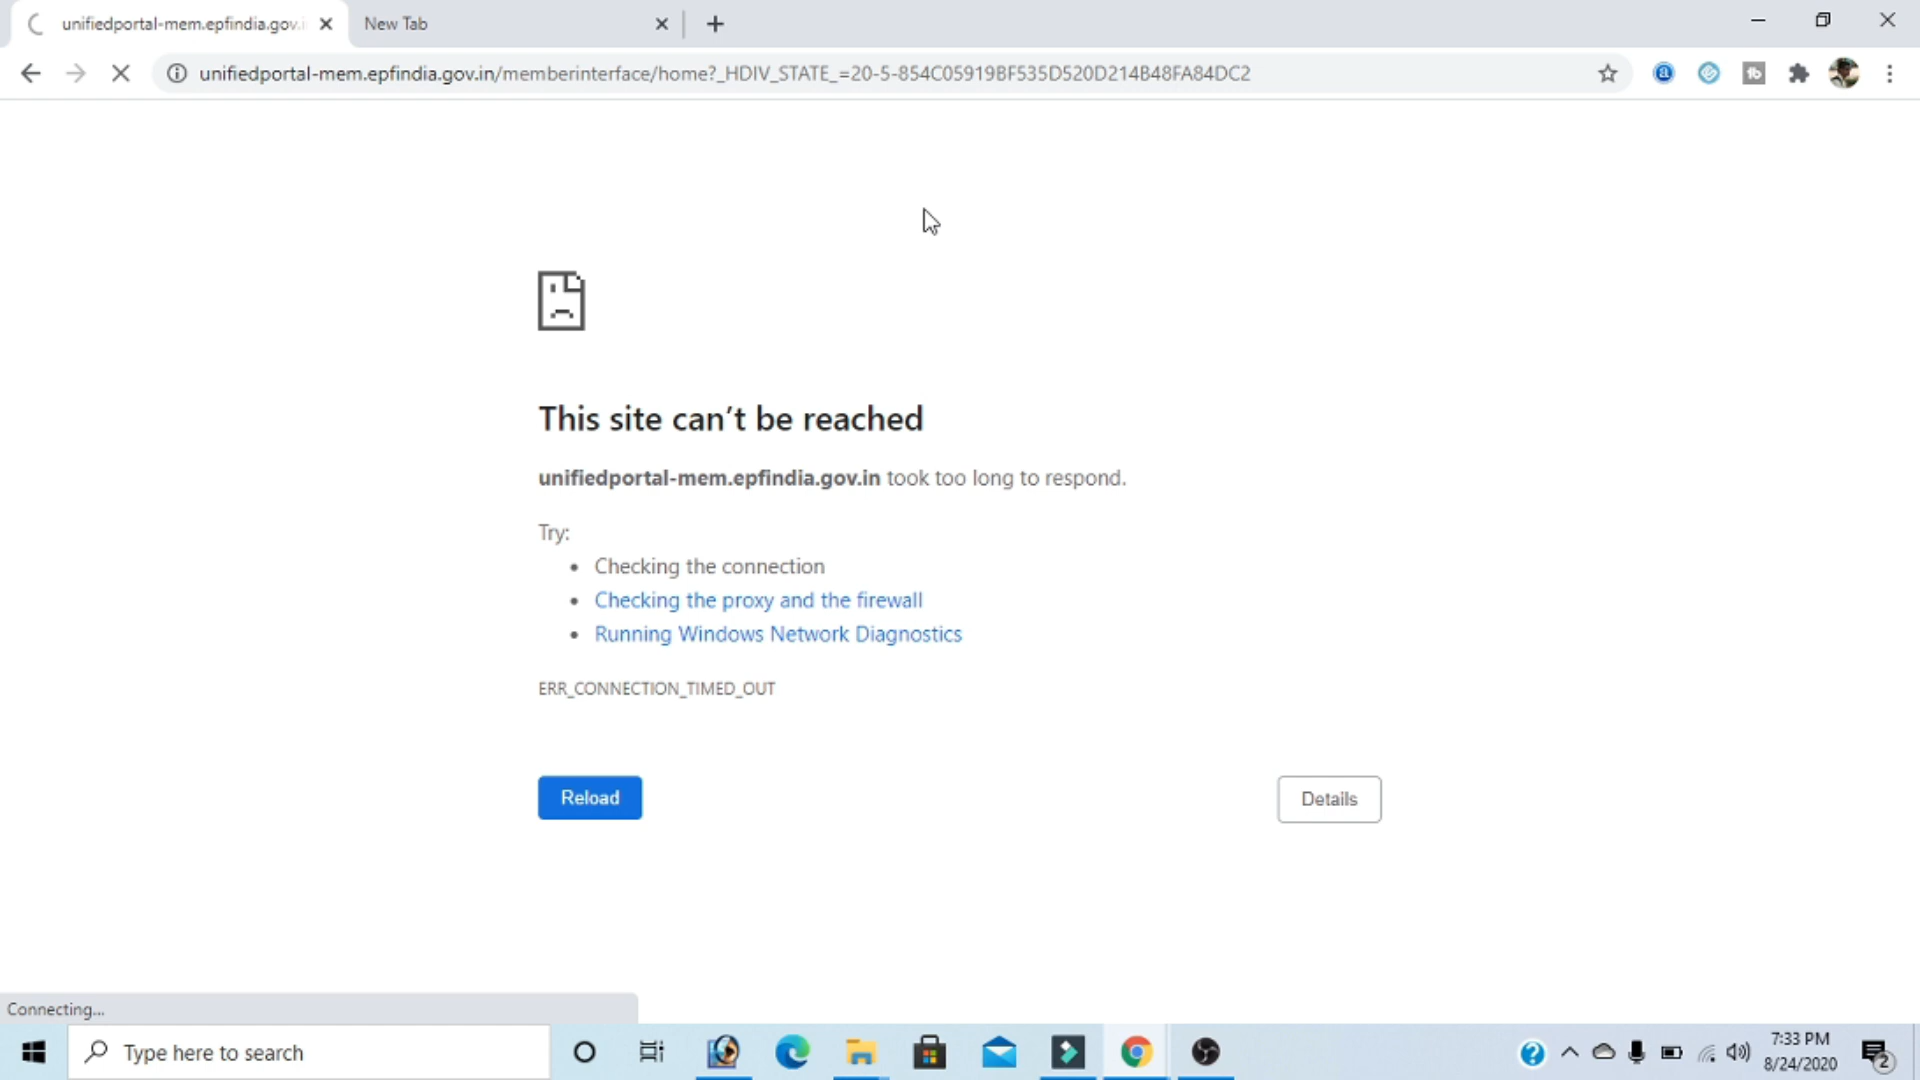 unifiedportal-mem.epfindia.gov.i
New Tab
unifiedportal-mem.epfindia.gov.in/memberinterface/home?_HDIV_STATE_=20-5-854C05919BF535D520D214B48FA84DC2
This site can't be reached
unifiedportal-mem.epfindia.gov.in took too long to respond.
Try:
• Checking the connection
• Checking the proxy and the firewall
• Running Windows Network Diagnostics
ERR_CONNECTION_TIMED_OUT
Reload
Details
Connecting...
Type here to search
7:33 PM
8/24/2020
2